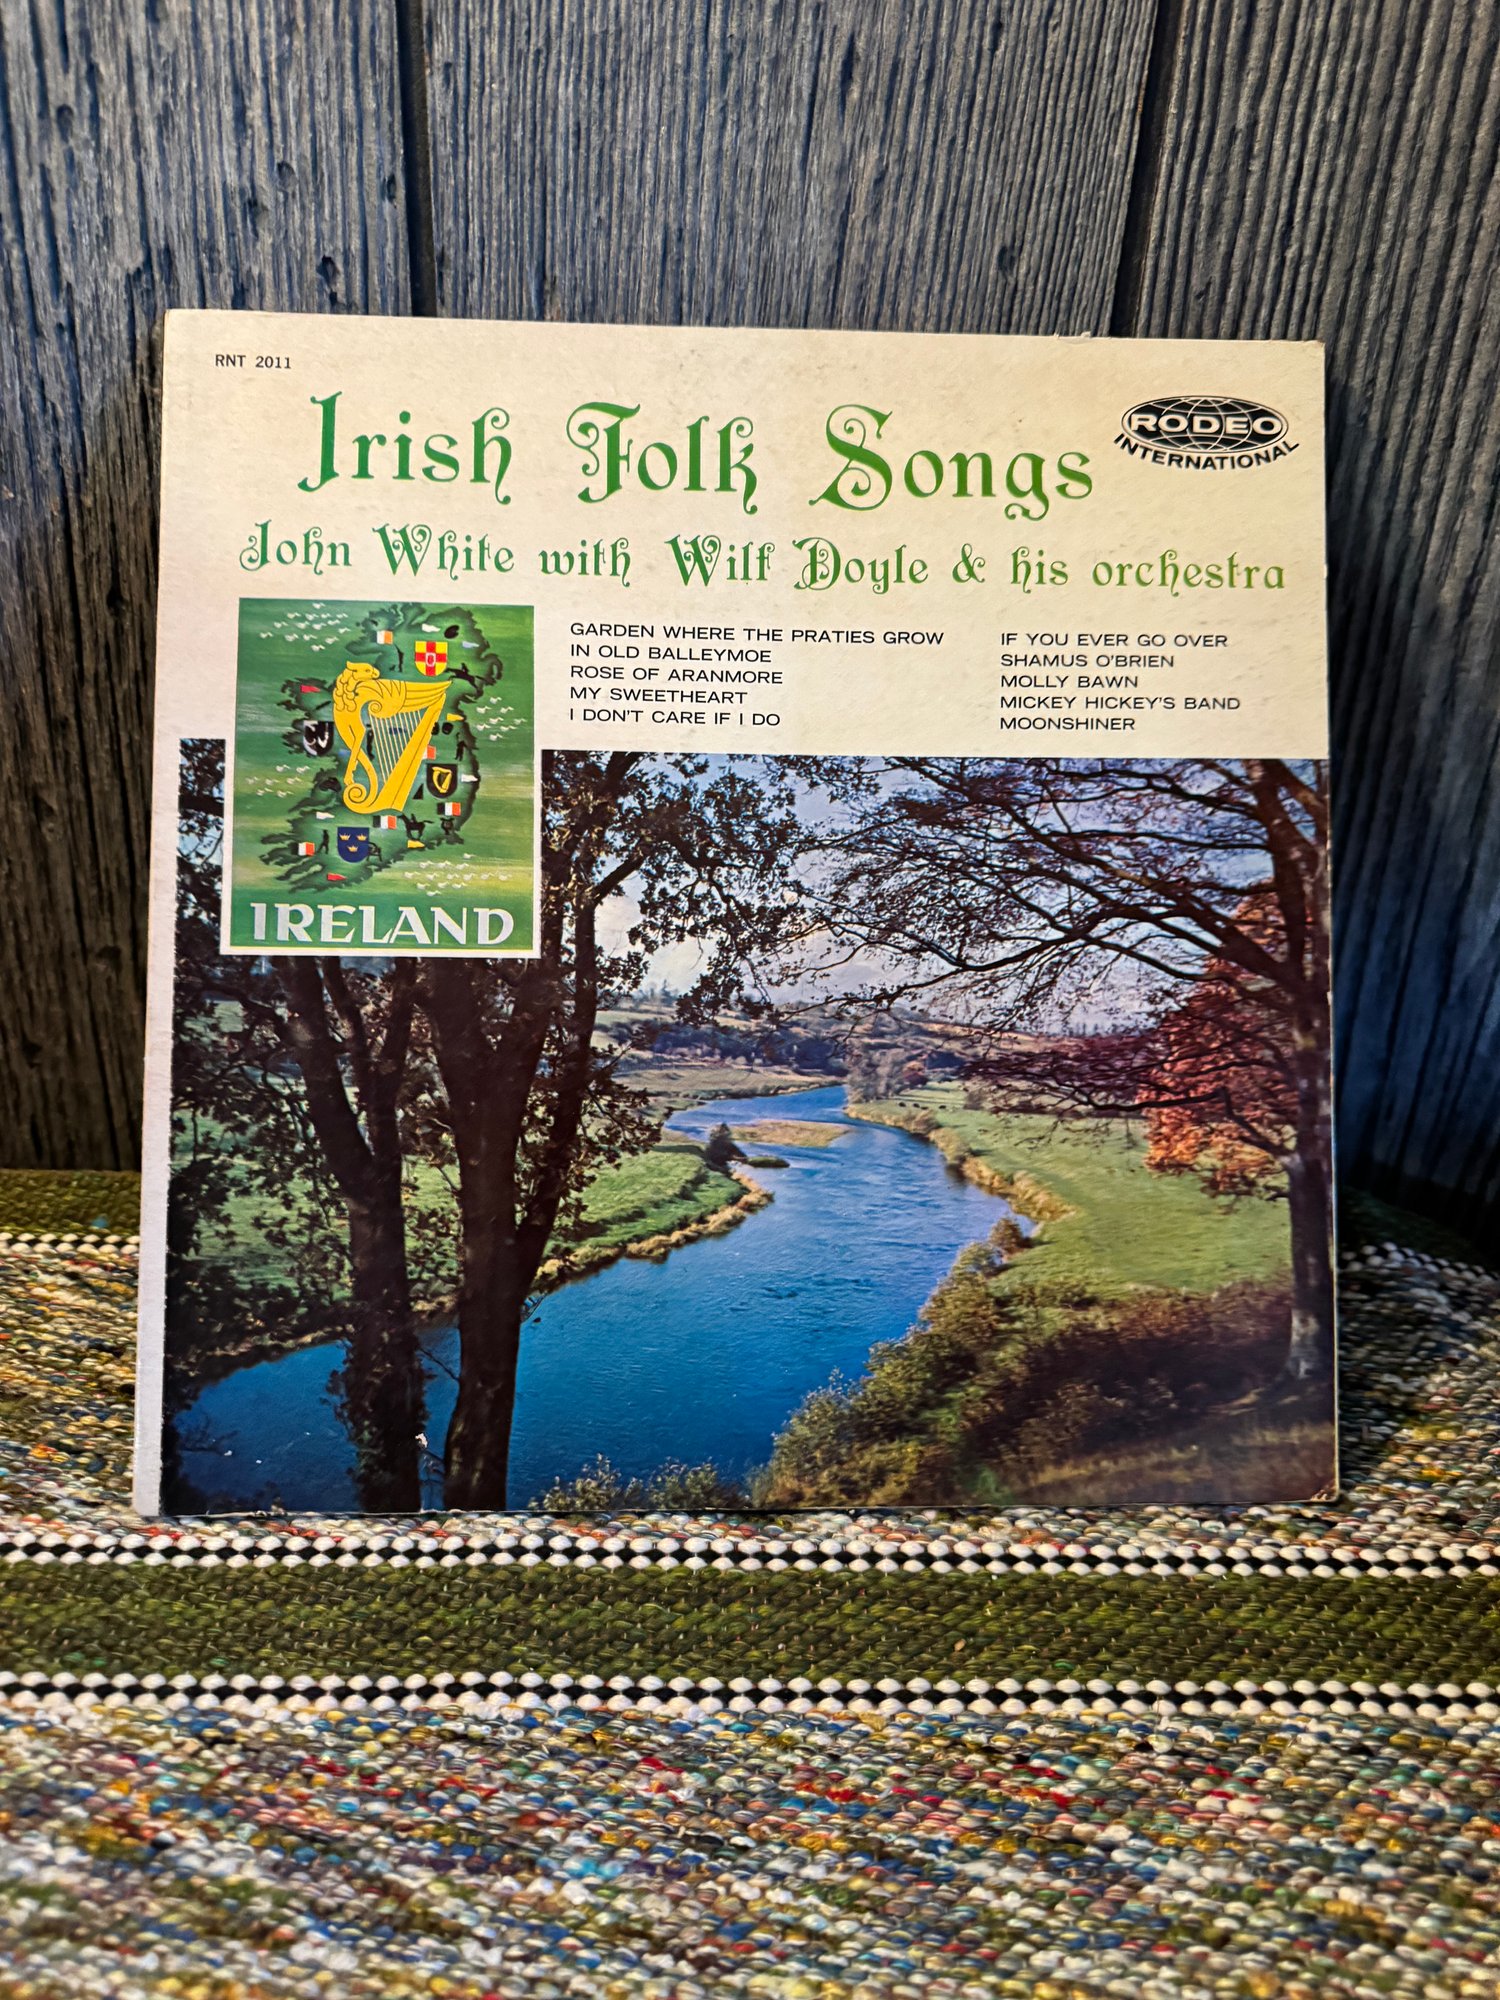 RNT 2011
Irish Folk Songs
RODEO
INTERNATIONAL
John White with Wilf Doyle & his orchestra
GARDEN WHERE THE PRATIES GROW
IN OLD BALLEYMOE
ROSE OF ARANMORE
MY SWEETHEART
I DON'T CARE IF I DO
IF YOU EVER GO OVER
SHAMUS O'BRIEN
MOLLY BAWN
MICKEY HICKEY'S BAND
MOONSHINER
IRELAND